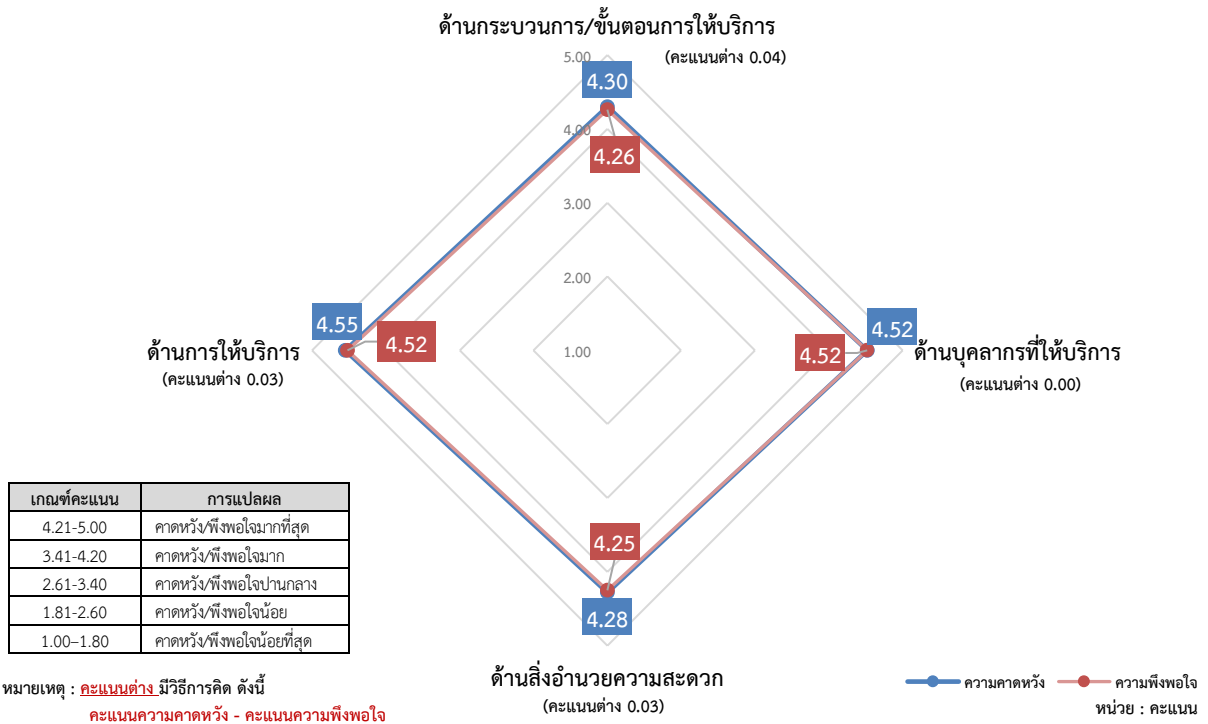 ด้านกระบวนการ/ขั้นตอนการให้บริการ
(คะแนนต่าง 0.04)
5.00
4.30
4.00
4.26
3.00
2.00
1.00
4.55
4.52
ด้านการให้บริการ
(คะแนนต่าง 0.03)
4.52
4.52
ด้านบุคลากรที่ให้บริการ
(คะแนนต่าง 0.00)
4.25
4.28
ด้านสิ่งอำนวยความสะดวก
(คะแนนต่าง 0.03)
เกณฑ์คะแนน การแปลผล
4.21-5.00 คาดหวัง/พึงพอใจมากที่สุด
3.41-4.20 คาดหวัง/พึงพอใจมาก
2.61-3.40 คาดหวัง/พึงพอใจปานกลาง
1.81-2.60 คาดหวัง/พึงพอใจน้อย
1.00–1.80 คาดหวัง/พึงพอใจน้อยที่สุด
หมายเหตุ : คะแนนต่าง มีวิธีการคิด ดังนี้
คะแนนความคาดหวัง - คะแนนความพึงพอใจ
ความคาดหวัง ความพึงพอใจ
หน่วย : คะแนน